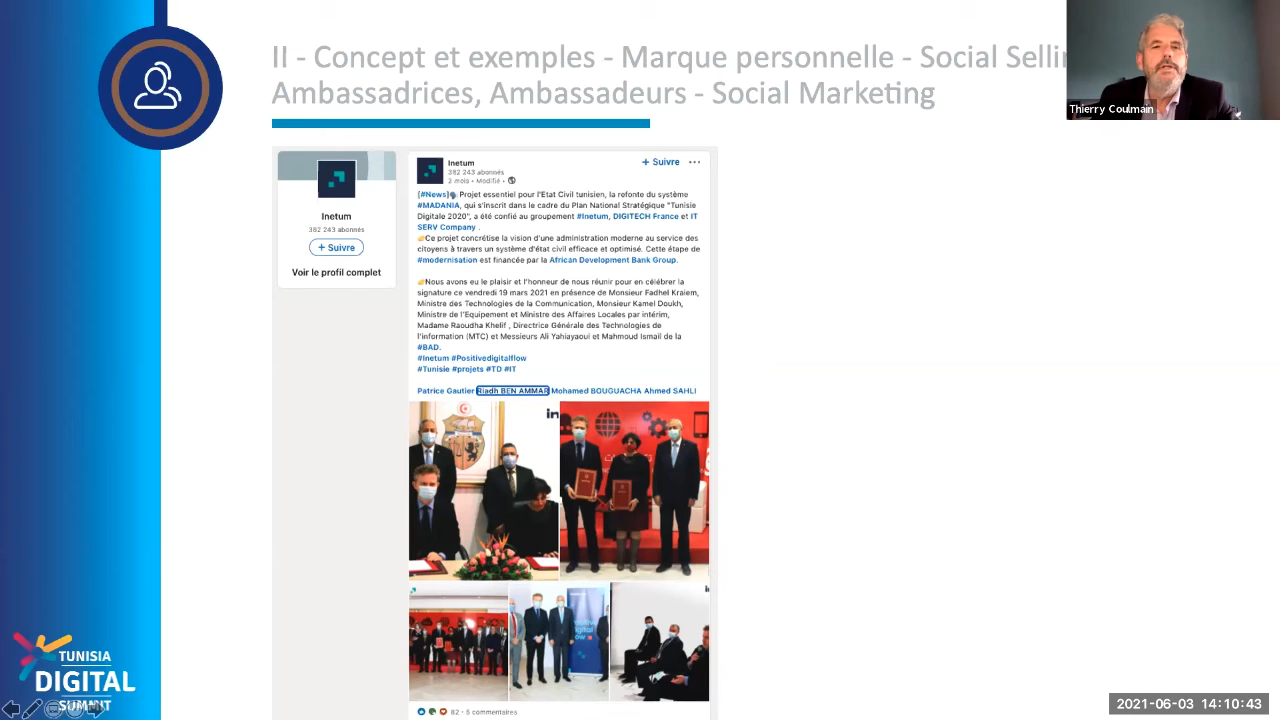 II - Concept et exemples - Marque personnelle - Social Sellin
Ambassadrices, Ambassadeurs - Social Marketing
Thierry Coulmain
Inetum
382 243 abonnés
+ Suivre
Voir le profil complet
Inetum
382 243 abonnés
2 mois • Modifié •
+ Suivre
[#News] Projet essentiel pour l'Etat Civil tunisien, la refonte du système
#MADANIA, qui s'inscrit dans le cadre du Plan National Stratégique "Tunisie
Digitale 2020", a été confié au groupement #Inetum, DIGITECH France et IT
SERV Company .
Ce projet concrétise la vision d'une administration moderne au service des
citoyens à travers un système d'état civil efficace et optimisé. Cette étape de
#modernisation est financée par la African Development Bank Group.
Nous avons eu le plaisir et l'honneur de nous réunir pour en célébrer la
signature ce vendredi 19 mars 2021 en présence de Monsieur Fadhel Kraiem,
Ministre des Technologies de la Communication, Monsieur Kamel Doukh,
Ministre de l'Equipement et Ministre des Affaires Locales par intérim,
Madame Raoudha Khelif , Directrice Générale des Technologies de
l'information (MTC) et Messieurs Ali Yahiayaoui et Mahmoud Ismail de la
#BAD.
#Inetum #Positivedigitalflow
#Tunisie #projets #TD #IT
Patrice Gautier Riadh BEN AMMAR Mohamed BOUGUACHA Ahmed SAHLI
in
82 • 5 commentaires
TUNISIA
DIGITAL
SUMMIT
2021-06-03 14:10:43